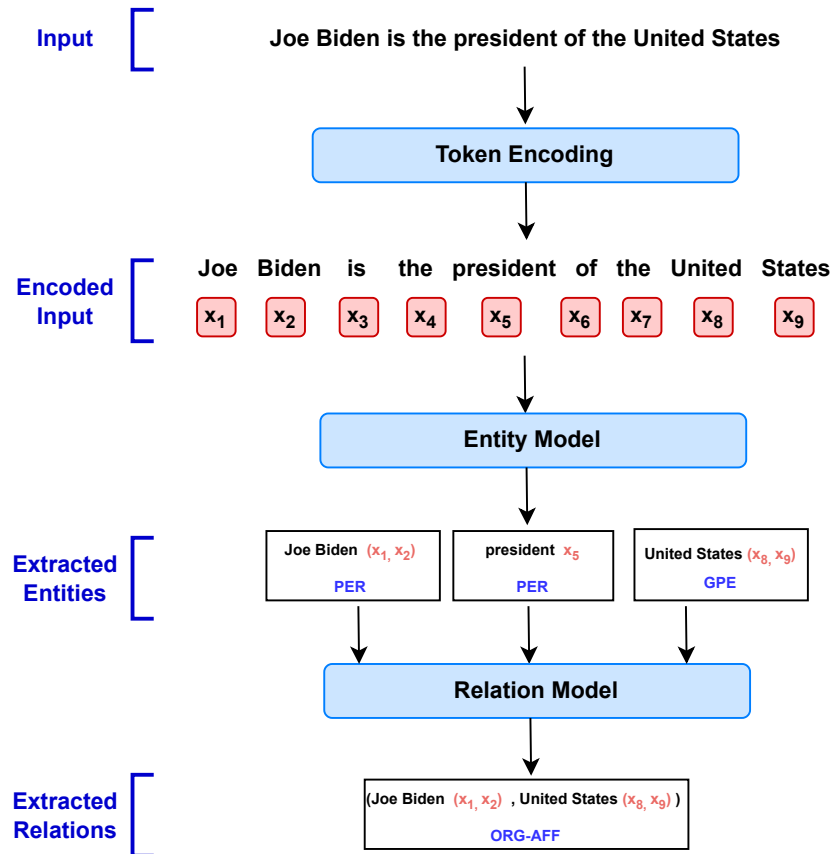 Input
Joe Biden is the president of the United States
Token Encoding
Encoded
Input
Joe Biden is the president of the United States
x1 x2 x3 x4 x5 x6 x7 x8 x9
Entity Model
Extracted
Entities
Joe Biden (x1, x2)
PER
president x5
PER
United States (x8, x9)
GPE
Relation Model
Extracted
Relations
(Joe Biden (x1, x2) , United States (x8, x9) )
ORG-AFF